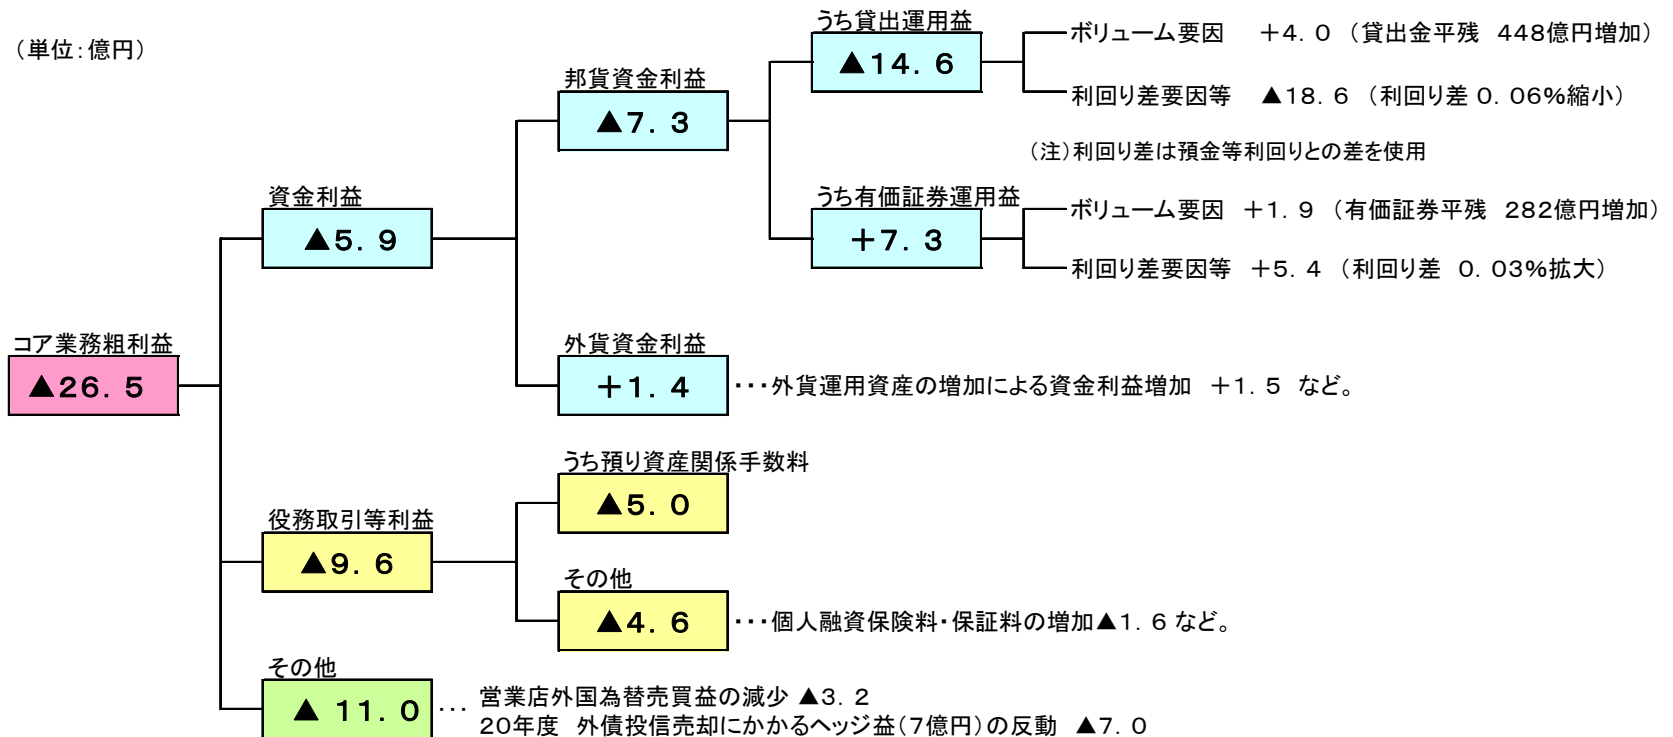 （単位：億円）
コア業務粗利益
▲26．5
資金利益
▲5．9
邦貨資金利益
▲7．3
うち貸出運用益
▲14．6
ボリューム要因　＋4．0　（貸出金平残　448億円増加）
利回り差要因等　▲18．6　（利回り差 0．06％縮小）
（注）利回り差は預金等利回りとの差を使用
うち有価証券運用益
＋7．3
ボリューム要因　＋1．9　（有価証券平残　282億円増加）
利回り差要因等　＋5．4　（利回り差　0．03％拡大）
外貨資金利益
＋1．4
・・・外貨運用資産の増加による資金利益増加　＋1．5　など。
役務取引等利益
▲9．6
うち預り資産関係手数料
▲5．0
その他
▲4．6
・・・個人融資保険料・保証料の増加▲1．6 など。
その他
▲ 11．0
・・・ 営業店外国為替売買益の減少 ▲3．2
20年度　外債投信売却にかかるヘッジ益（7億円）の反動　▲7．0